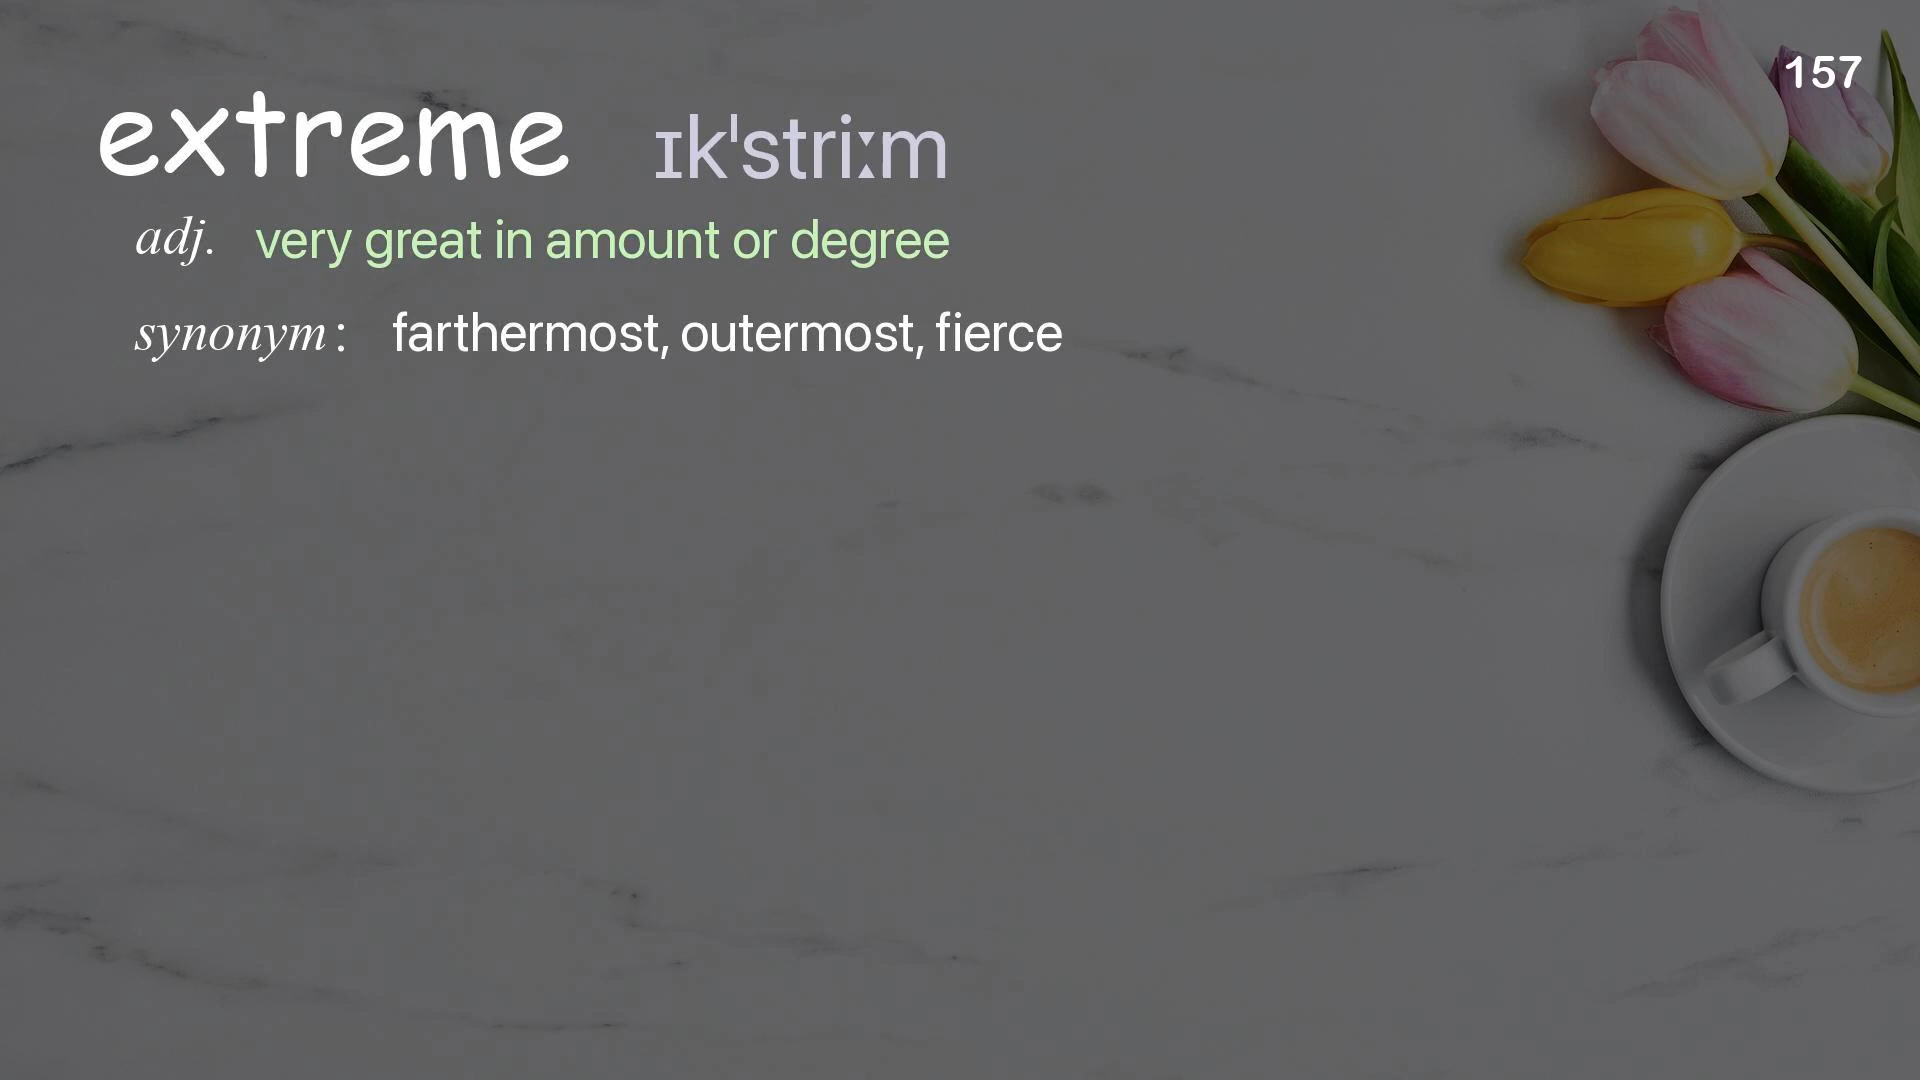 157
extreme ɪkˈstriːm
adj. very great in amount or degree
synonym: farthermost, outermost, fierce